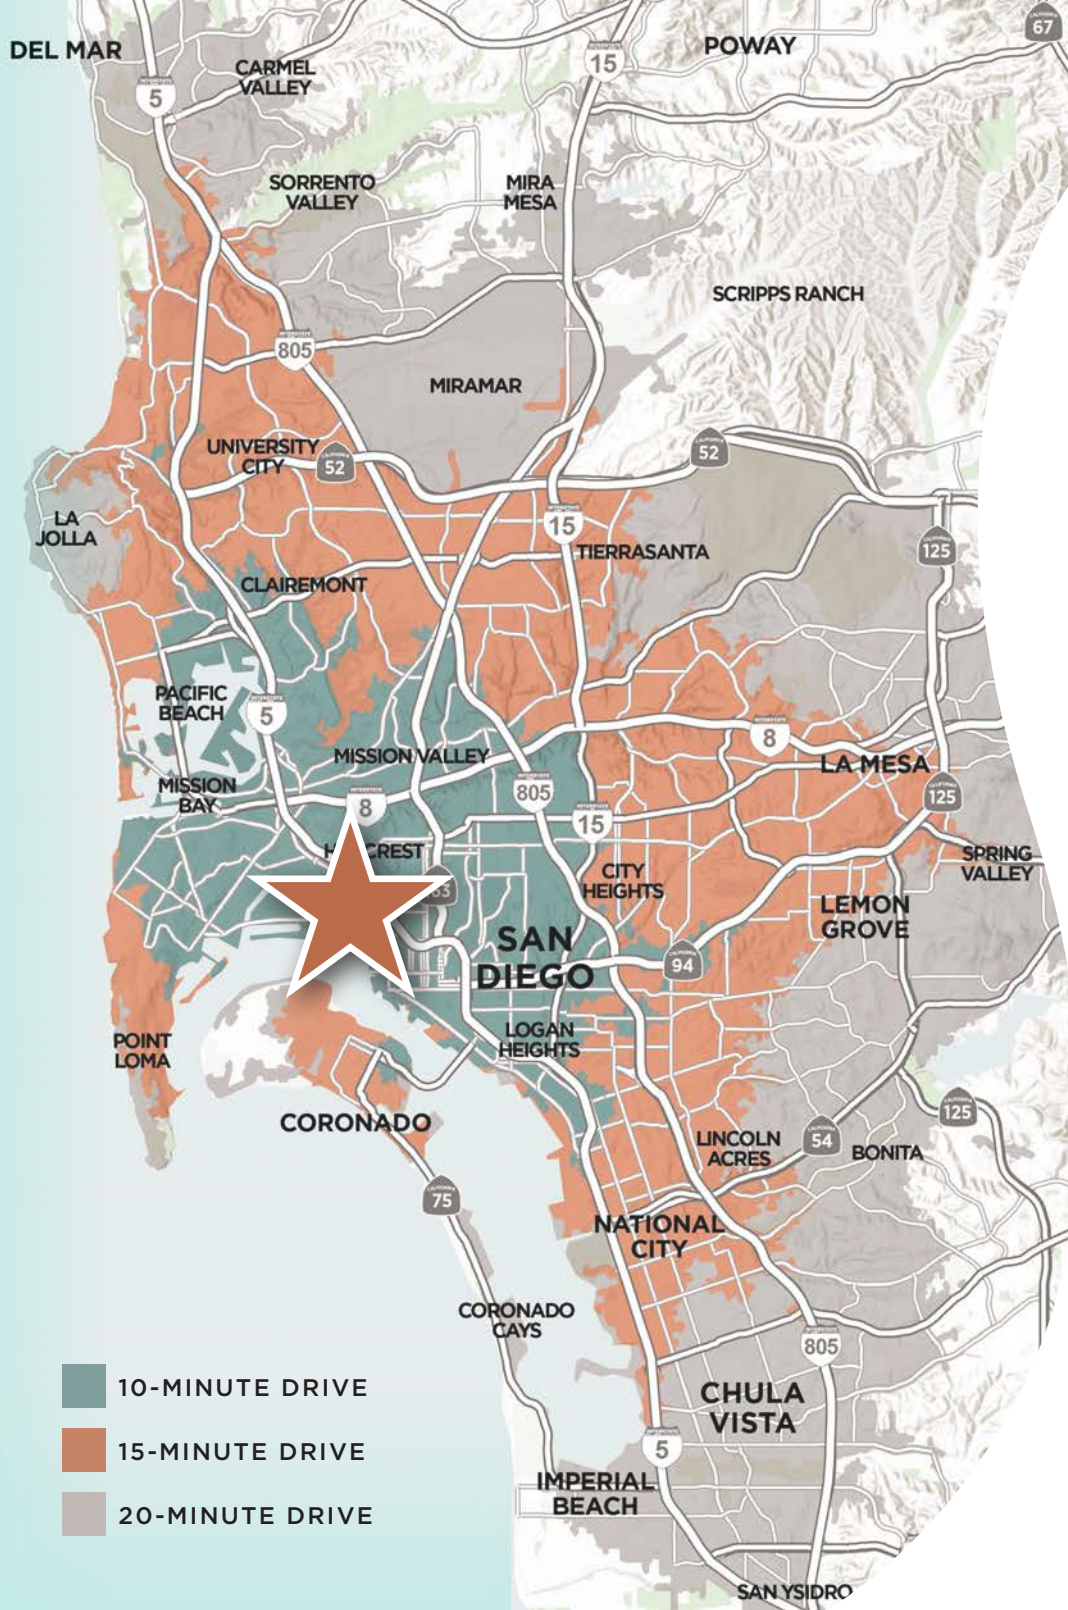 DEL MAR
CARMEL
VALLEY
5
15
POWAY
67
SORRENTO
VALLEY
MIRA
MESA
SCRIPPS RANCH
805
MIRAMAR
UNIVERSITY
CITY
52
52
LA
JOLLA
15
TIERRASANTA
125
CLAIREMONT
PACIFIC
BEACH
5
MISSION VALLEY
8
LA MESA
MISSION
BAY
8
805
15
125
CREST
CITY
HEIGHTS
SPRING
VALLEY
LEMON
GROVE
SAN
DIEGO
94
POINT
LOMA
LOGAN
HEIGHTS
CORONADO
125
LINCOLN
ACRES
54
BONITA
75
NATIONAL
CITY
CORONADO
CAYS
805
10-MINUTE DRIVE
CHULA
VISTA
15-MINUTE DRIVE
5
20-MINUTE DRIVE
IMPERIAL
BEACH
SAN YSIDRO